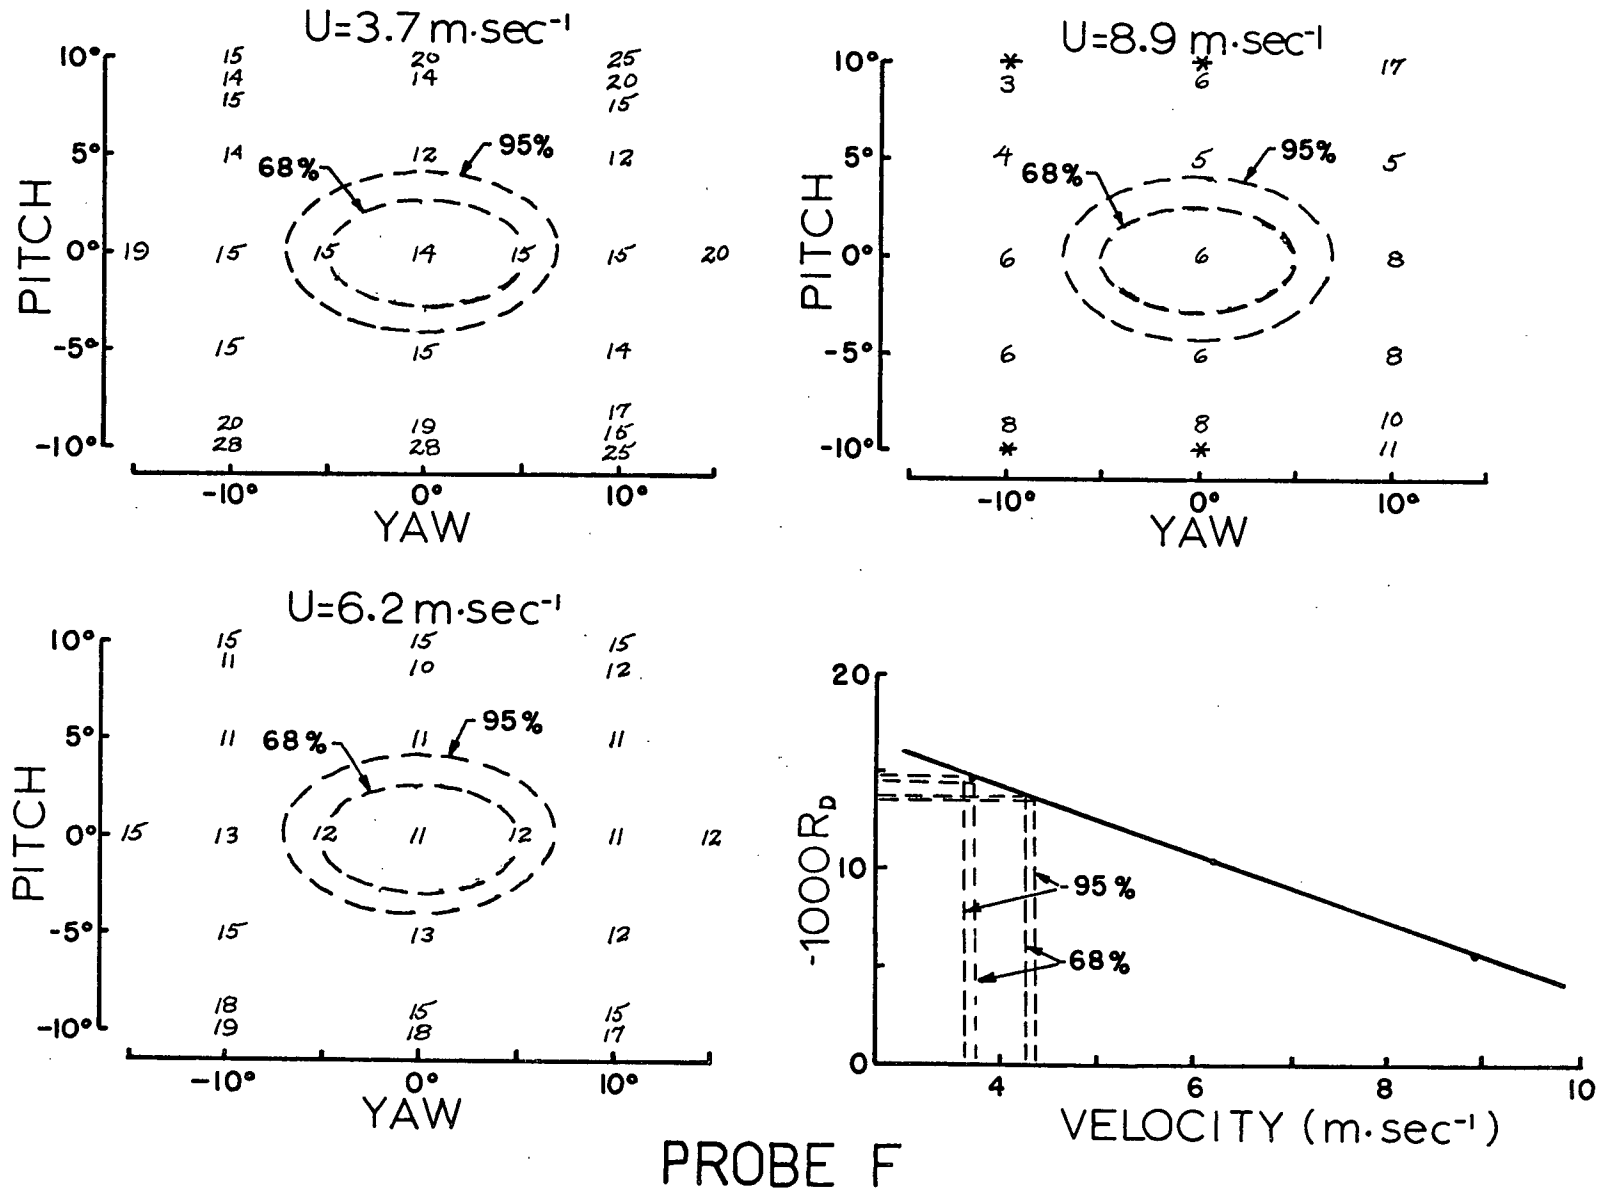 U=3.7 m·sec⁻¹
10° 15 20 25
14 14 20
15 15
5° 14 68% 12 95% 12
PITCH
0° 19 15 15 14 15 15 20
-5° 15 15 14
17
20 19 16
-10° 28 28 25
-10° 0° 10°
YAW
U=8.9 m·sec⁻¹
10° * * 17
3 6
5° 4 68% 5 95% 5
PITCH
0° 6 6 8
-5° 6 6 8
8 8 10
-10° * * 11
-10° 0° 10°
YAW
U=6.2 m·sec⁻¹
10° 15 15 15
11 10 12
5° 11 68% 11 95% 11
PITCH
0° 15 13 12 11 12 11 12
-5° 15 13 12
18 15 15
-10° 19 18 17
-10° 0° 10°
YAW
20
-1000R_D
10
95%
68%
0
4 6 8 10
VELOCITY (m·sec⁻¹)
PROBE F